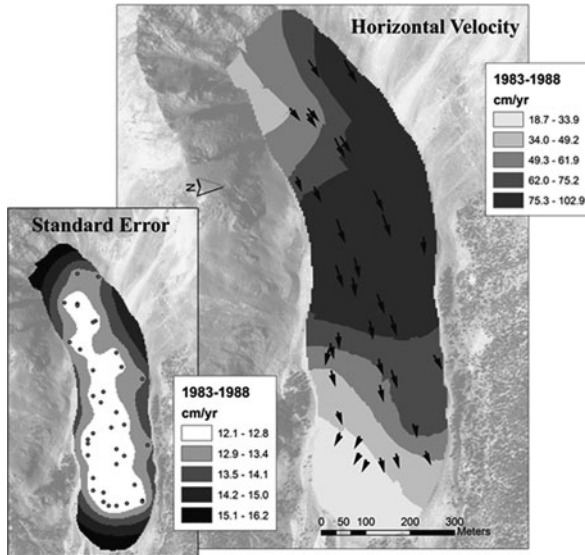 Horizontal Velocity
1983-1988
cm/yr
18.7 - 33.9
34.0 - 49.2
49.3 - 61.9
62.0 - 75.2
75.3 - 102.9
N
Standard Error
1983-1988
cm/yr
12.1 - 12.8
12.9 - 13.4
13.5 - 14.1
14.2 - 15.0
15.1 - 16.2
0 50 100 200 300
Meters